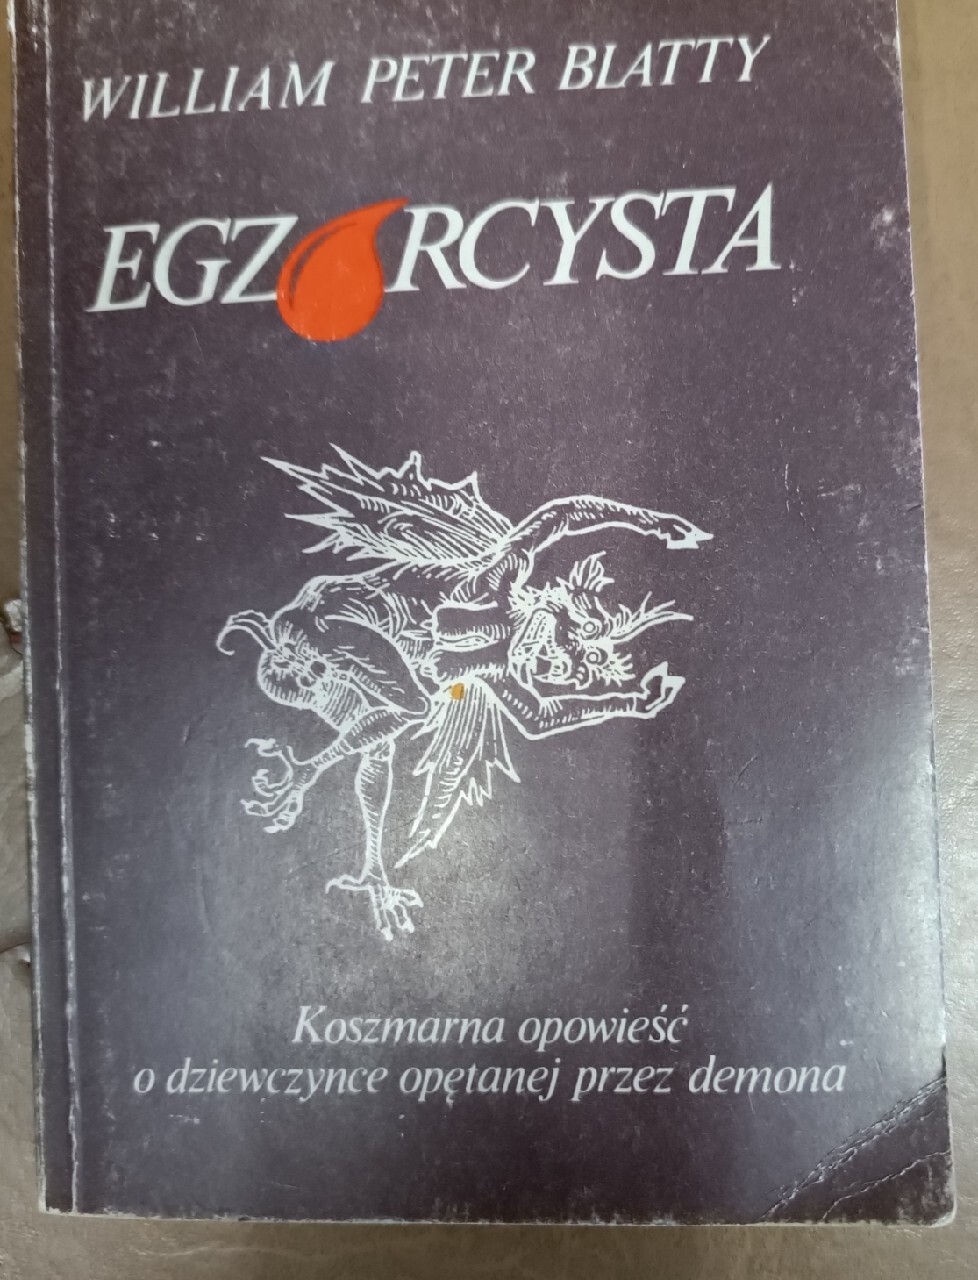 WILLIAM PETER BLATTY
EGZORCYSTA
Koszmarna opowieść
o dziewczynce opętanej przez demona